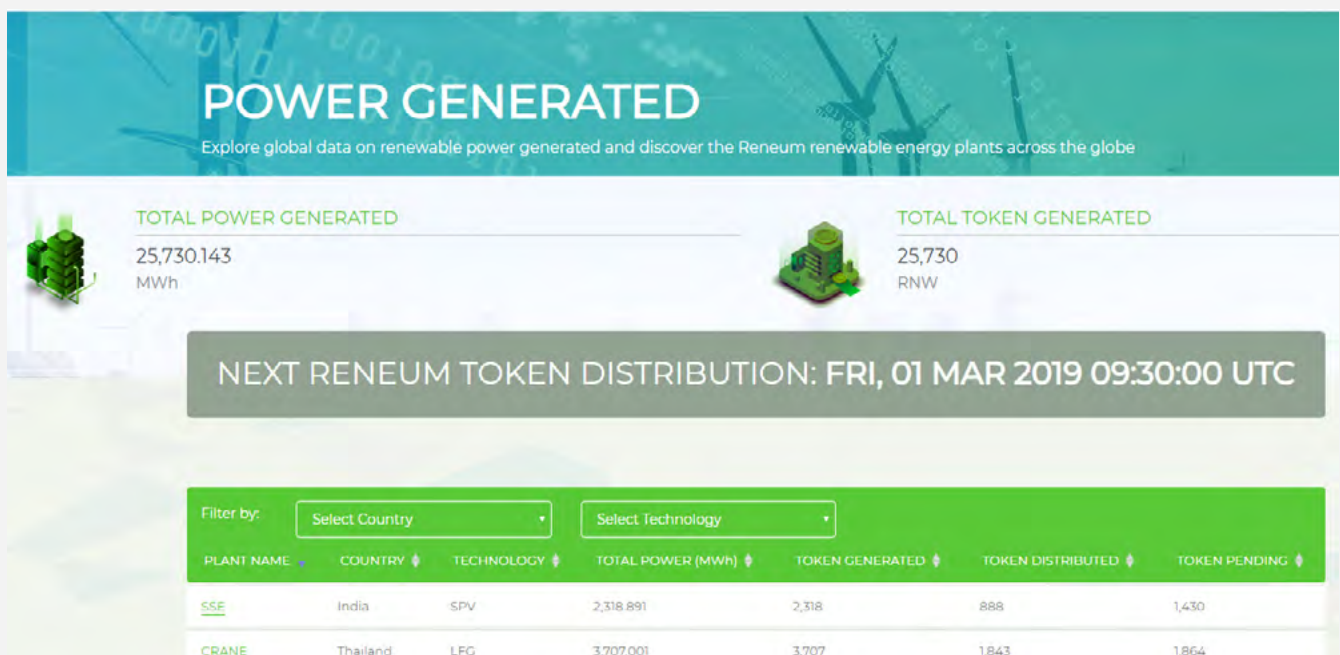 POWER GENERATED
Explore global data on renewable power generated and discover the Reneum renewable energy plants across the globe
TOTAL POWER GENERATED
25,730.143
MWh
TOTAL TOKEN GENERATED
25,730
RNW
NEXT RENEUM TOKEN DISTRIBUTION: FRI, 01 MAR 2019 09:30:00 UTC
Filter by: Select Country Select Technology
PLANT NAME COUNTRY TECHNOLOGY TOTAL POWER (MWh) TOKEN GENERATED TOKEN DISTRIBUTED TOKEN PENDING
SSE India SPV 2,318.891 2,318 888 1,430
CRANE Thailand LFG 3,707.001 3,707 1,843 1,864